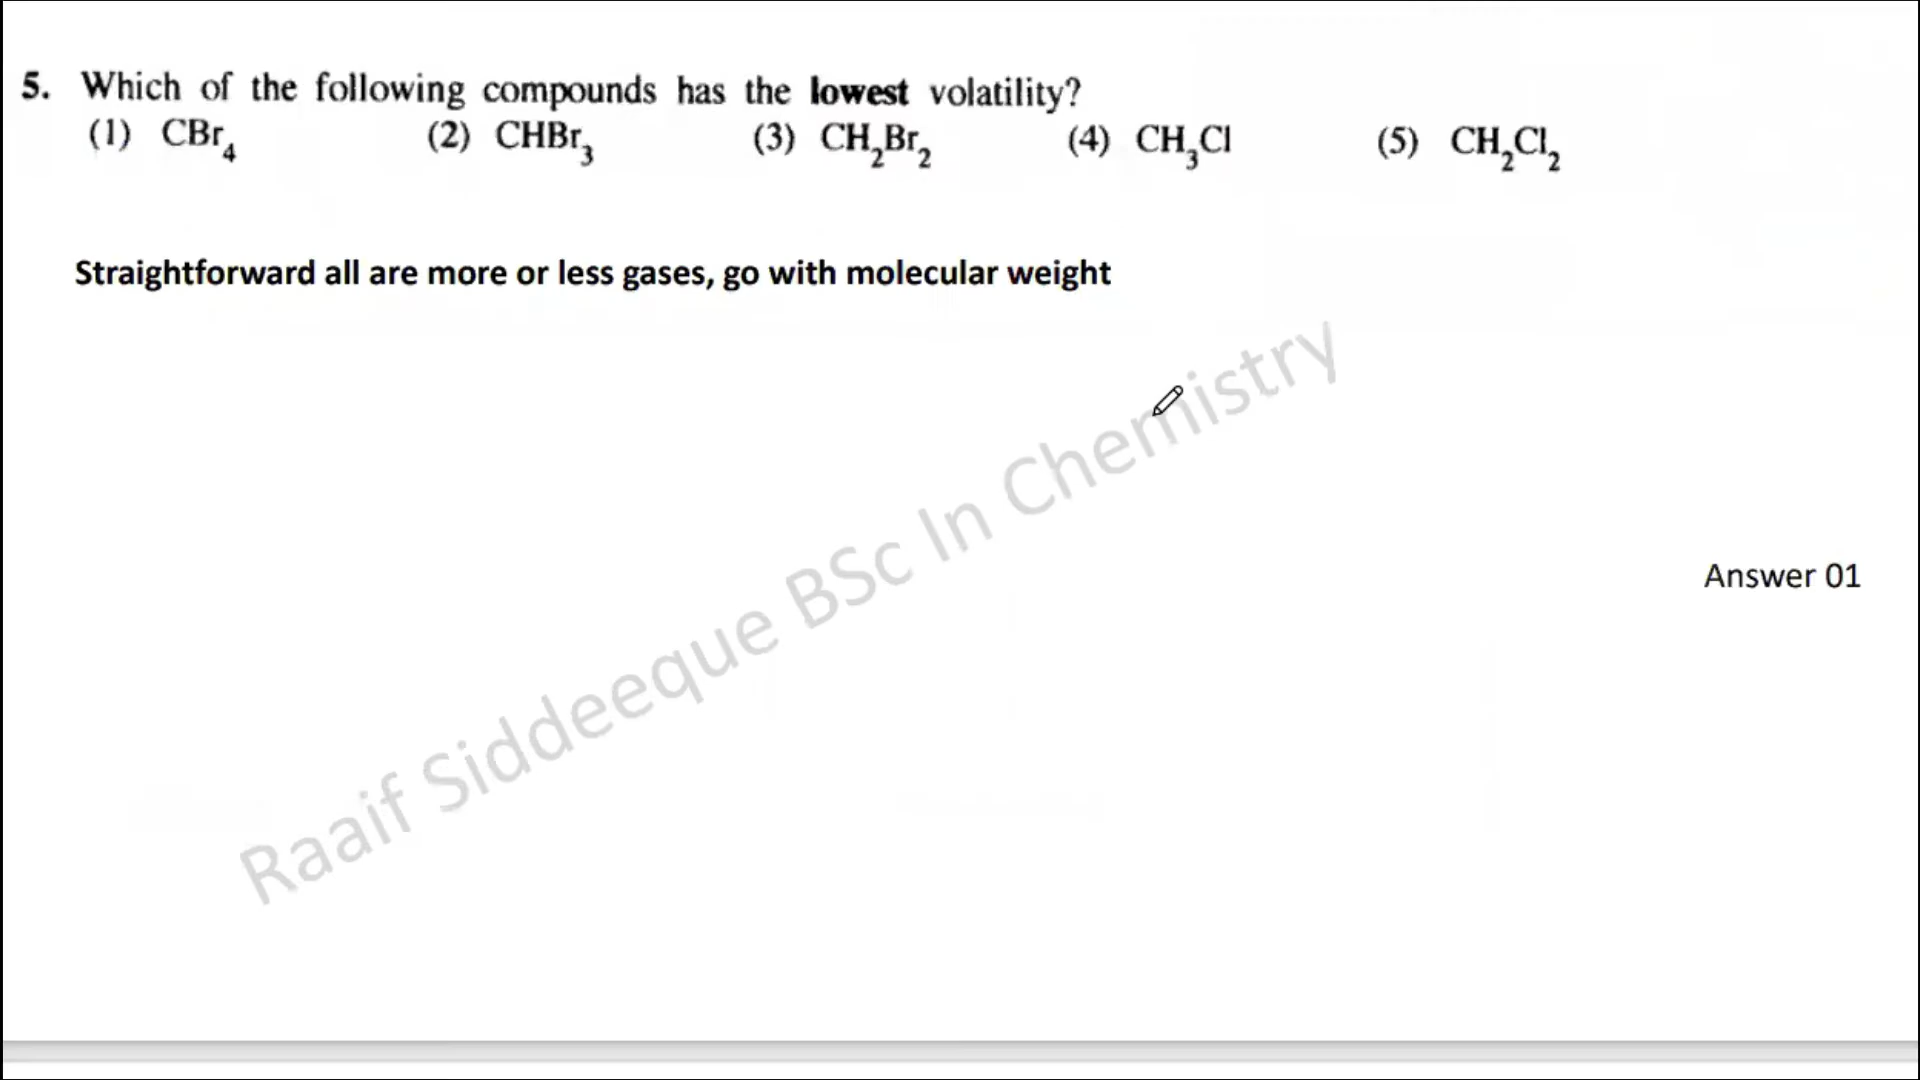 5. Which of the following compounds has the lowest volatility?
(1) CBr₄ (2) CHBr₃ (3) CH₂Br₂ (4) CH₃Cl (5) CH₂Cl₂
Straightforward all are more or less gases, go with molecular weight
Raaif Siddeeque BSc In Chemistry
Answer 01